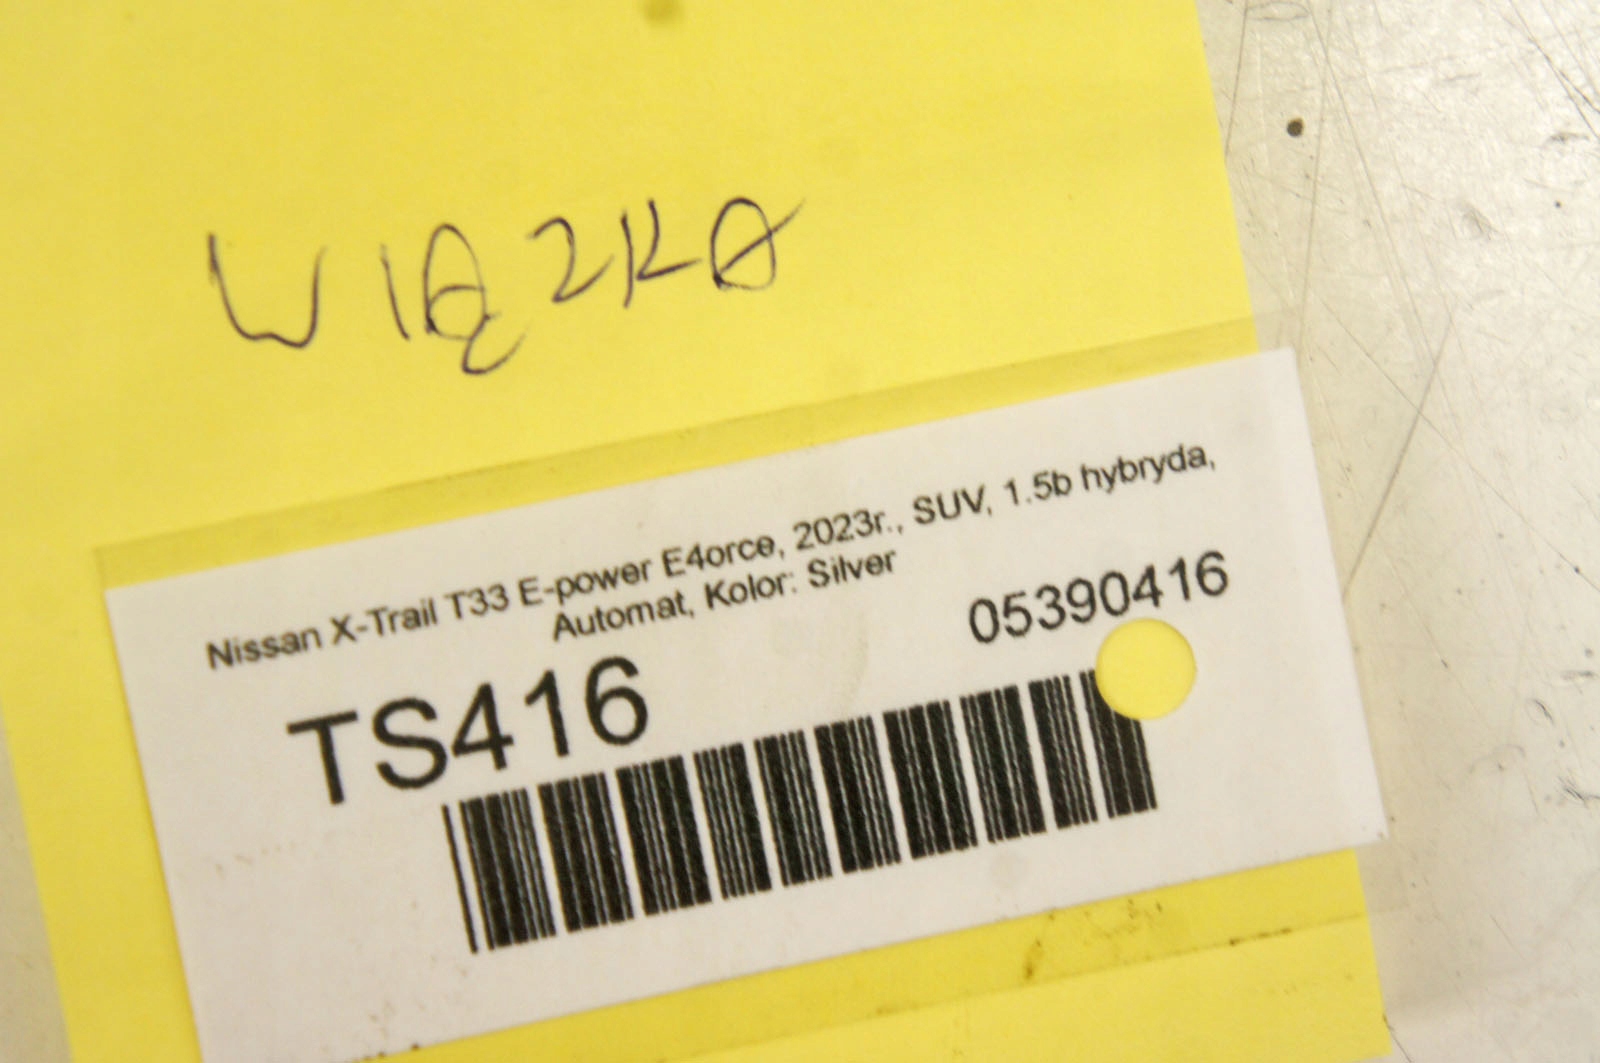 WIĄZKA
Nissan X-Trail T33 E-power E4orce, 2023r., SUV, 1.5b hybryda,
Automat, Kolor: Silver
05390416
TS416